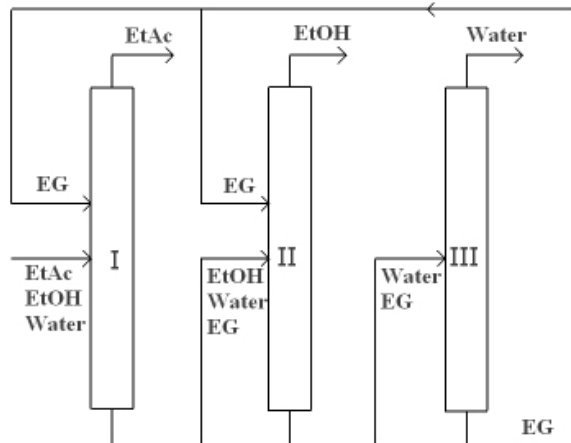 EtAc
EtOH
Water
EG
EG
I
II
III
EtAc
EtOH
Water
EtOH
Water
EG
Water
EG
EG